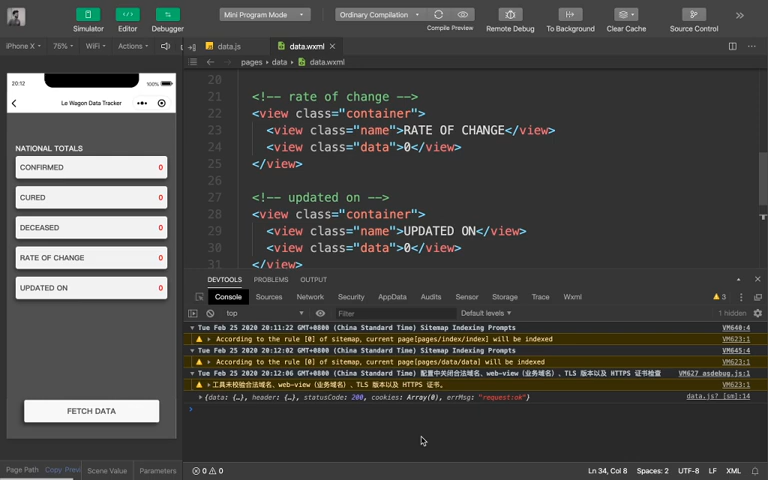 Mini Program Mode
Ordinary Compilation
Simulator
Editor
Debugger
Compile Preview
Remote Debug
To Background
Clear Cache
Source Control
iPhone X
75%
WiFi
Actions
data.js
data.wxml
pages
data
data.wxml
20:12
100%
Le Wagon Data Tracker
NATIONAL TOTALS
CONFIRMED 0
CURED 0
DECEASED 0
RATE OF CHANGE 0
UPDATED ON 0
FETCH DATA
Page Path Copy Previ Scene Value Parameters
20
21 <!-- rate of change -->
22 <view class="container">
23 <view class="name">RATE OF CHANGE</view>
24 <view class="data">0</view>
25 </view>
26
27 <!-- updated on -->
28 <view class="container">
29 <view class="name">UPDATED ON</view>
30 <view class="data">0</view>
31 </view>
DEVTOOLS PROBLEMS OUTPUT
Console Sources Network Security AppData Audits Sensor Storage Trace Wxml 3
top Filter Default levels 1 hidden
Tue Feb 25 2020 20:11:22 GMT+0800 (China Standard Time) Sitemap Indexing Prompts VM640:4
According to the rule [0] of sitemap, current page[pages/index/index] will be indexed VM623:1
Tue Feb 25 2020 20:12:02 GMT+0800 (China Standard Time) Sitemap Indexing Prompts VM645:4
According to the rule [0] of sitemap, current page[pages/data/data] will be indexed VM623:1
Tue Feb 25 2020 20:12:06 GMT+0800 (China Standard Time) 配置中关闭合法域名、web-view（业务域名）、TLS 版本以及 HTTPS 证书检查 VM627 asdebug.js:1
工具未校验合法域名、web-view（业务域名）、TLS 版本以及 HTTPS 证书。 VM623:1
{data: {…}, header: {…}, statusCode: 200, cookies: Array(0), errMsg: "request:ok"} data.js? [sm]:14
0 0
Ln 34, Col 8 Spaces: 2 UTF-8 LF XML